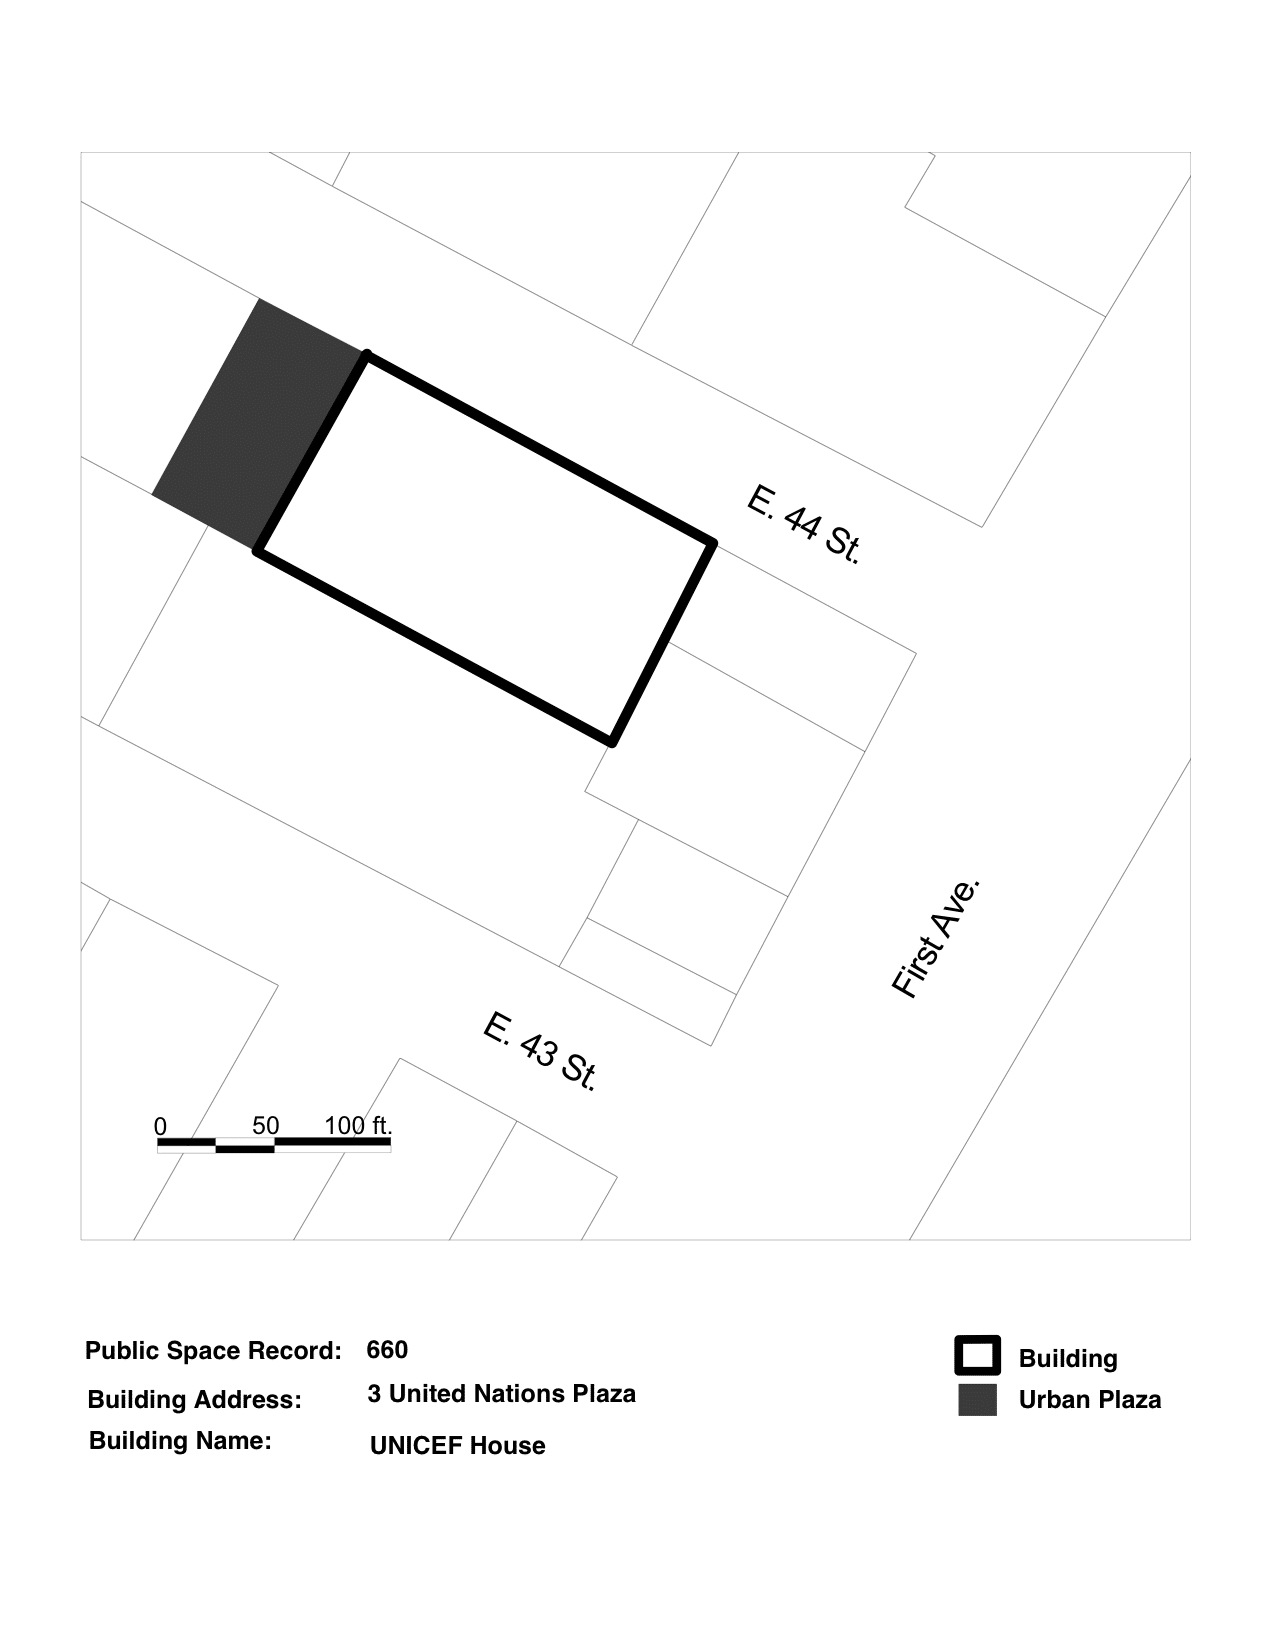 E. 44 St.
First Ave.
E. 43 St.
0 50 100 ft.
Public Space Record: 660
Building Address: 3 United Nations Plaza
Building Name: UNICEF House
Building
Urban Plaza